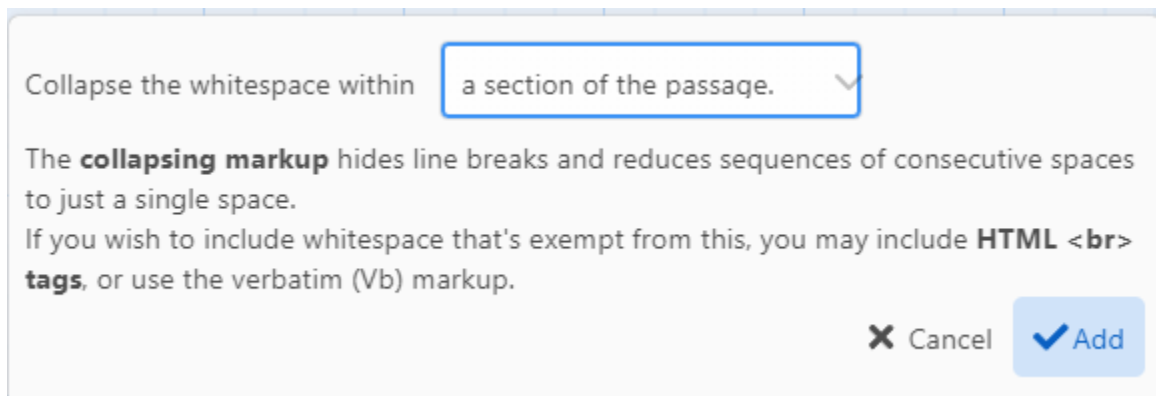 Collapse the whitespace within a section of the passage.
The collapsing markup hides line breaks and reduces sequences of consecutive spaces
to just a single space.
If you wish to include whitespace that's exempt from this, you may include HTML <br>
tags, or use the verbatim (Vb) markup.
Cancel Add